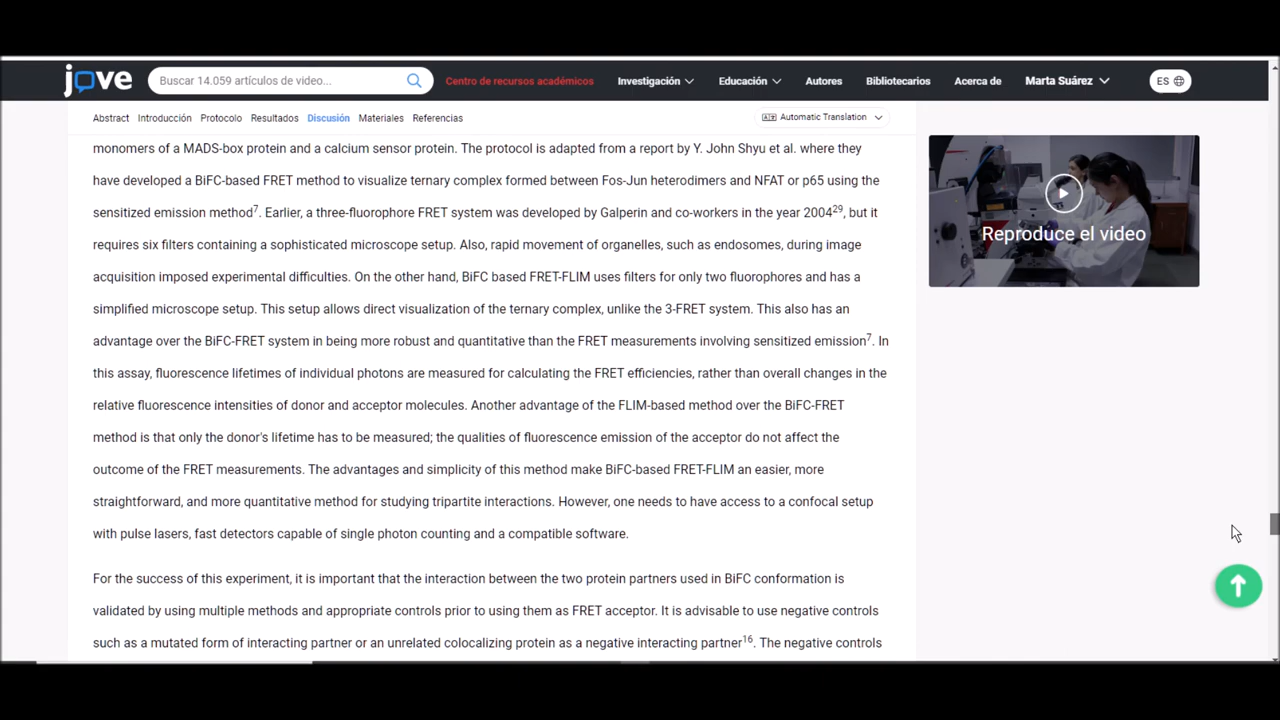 jove
Buscar 14.059 artículos de video...
Centro de recursos académicos
Investigación
Educación
Autores
Bibliotecarios
Acerca de
Marta Suárez
ES
Abstract
Introducción
Protocolo
Resultados
Discusión
Materiales
Referencias
Automatic Translation
monomers of a MADS-box protein and a calcium sensor protein. The protocol is adapted from a report by Y. John Shyu et al. where they
have developed a BiFC-based FRET method to visualize ternary complex formed between Fos-Jun heterodimers and NFAT or p65 using the
sensitized emission method7. Earlier, a three-fluorophore FRET system was developed by Galperin and co-workers in the year 200429, but it
requires six filters containing a sophisticated microscope setup. Also, rapid movement of organelles, such as endosomes, during image
acquisition imposed experimental difficulties. On the other hand, BiFC based FRET-FLIM uses filters for only two fluorophores and has a
simplified microscope setup. This setup allows direct visualization of the ternary complex, unlike the 3-FRET system. This also has an
advantage over the BiFC-FRET system in being more robust and quantitative than the FRET measurements involving sensitized emission7. In
this assay, fluorescence lifetimes of individual photons are measured for calculating the FRET efficiencies, rather than overall changes in the
relative fluorescence intensities of donor and acceptor molecules. Another advantage of the FLIM-based method over the BiFC-FRET
method is that only the donor's lifetime has to be measured; the qualities of fluorescence emission of the acceptor do not affect the
outcome of the FRET measurements. The advantages and simplicity of this method make BiFC-based FRET-FLIM an easier, more
straightforward, and more quantitative method for studying tripartite interactions. However, one needs to have access to a confocal setup
with pulse lasers, fast detectors capable of single photon counting and a compatible software.
For the success of this experiment, it is important that the interaction between the two protein partners used in BiFC conformation is
validated by using multiple methods and appropriate controls prior to using them as FRET acceptor. It is advisable to use negative controls
such as a mutated form of interacting partner or an unrelated colocalizing protein as a negative interacting partner16. The negative controls
Reproduce el video